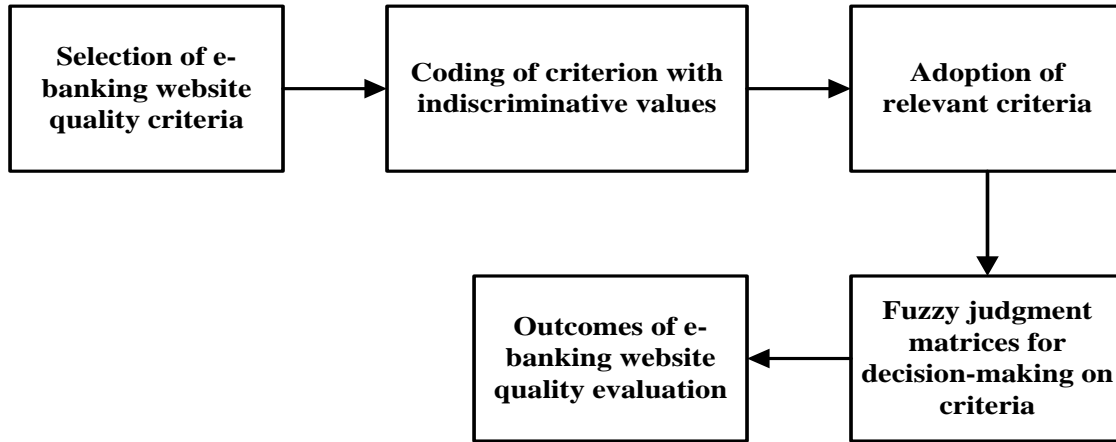 Selection of e-
banking website
quality criteria
Coding of criterion with
indiscriminative values
Adoption of
relevant criteria
Fuzzy judgment
matrices for
decision-making on
criteria
Outcomes of e-
banking website
quality evaluation